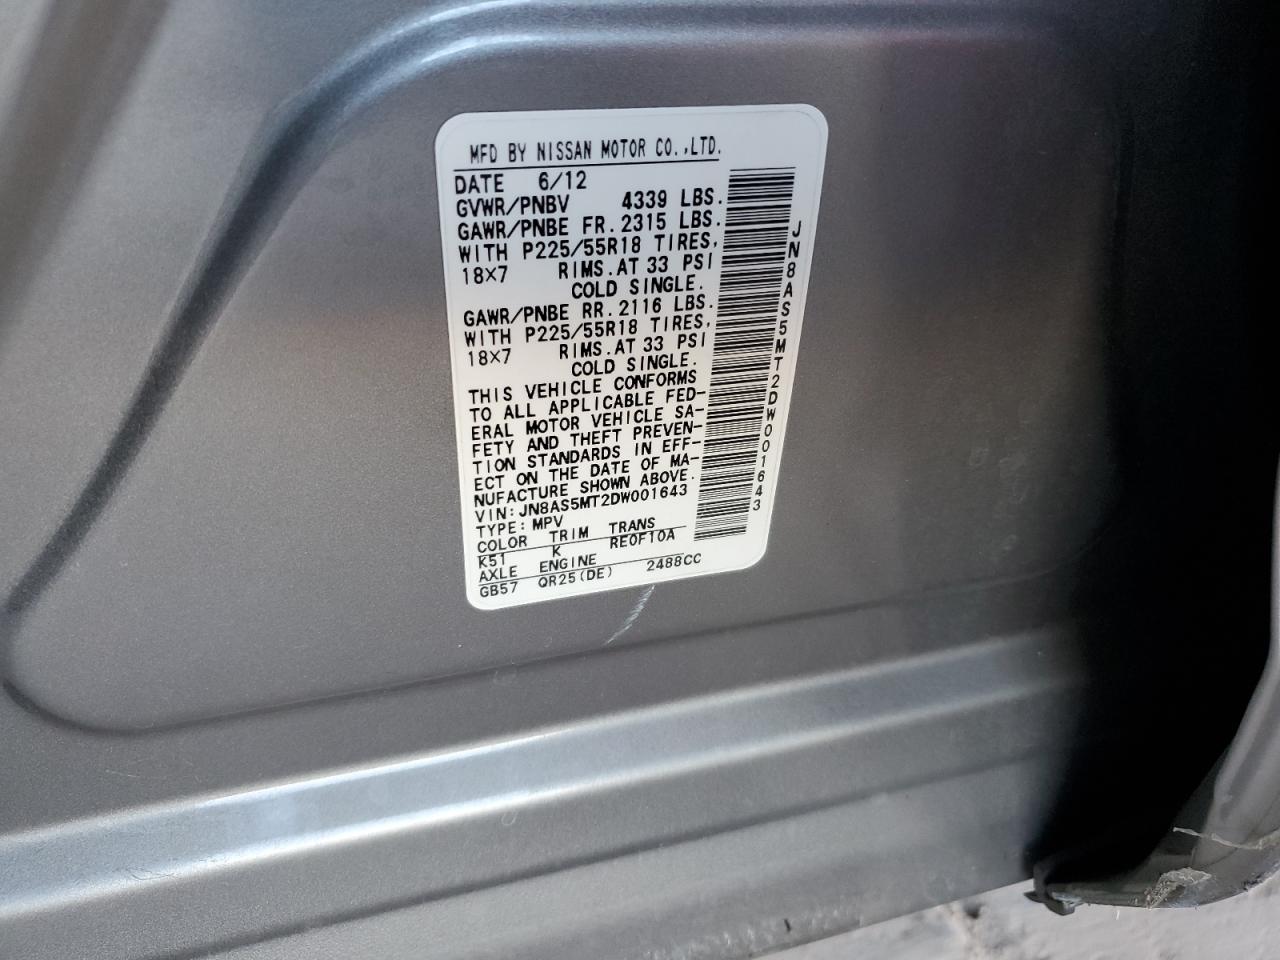 MFD BY NISSAN MOTOR CO.,LTD.
DATE 6/12
GVWR/PNBV 4339 LBS.
GAWR/PNBE FR. 2315 LBS.
WITH P225/55R18 TIRES,
18X7 RIMS. AT 33 PSI
COLD SINGLE.
GAWR/PNBE RR. 2116 LBS.
WITH P225/55R18 TIRES,
18X7 RIMS. AT 33 PSI
COLD SINGLE.
THIS VEHICLE CONFORMS
TO ALL APPLICABLE FED-
ERAL MOTOR VEHICLE SA-
FETY AND THEFT PREVEN-
TION STANDARDS IN EFF-
ECT ON THE DATE OF MA-
NUFACTURE SHOWN ABOVE.
VIN: JN8AS5MT2DW001643
TYPE: MPV
COLOR TRIM TRANS
K51 K RE0F10A
AXLE ENGINE
GB57 QR25(DE) 2488CC
JN8AS5MT2DW001643